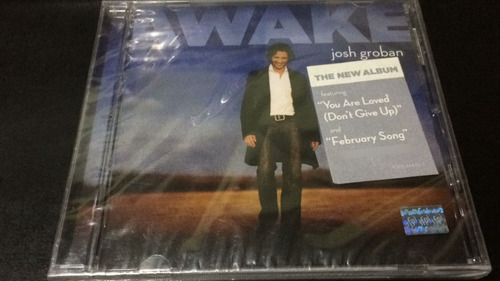 AWAKE
josh groban
THE NEW ALBUM
featuring
"You Are Loved
(Don't Give Up)"
and
"February Song"